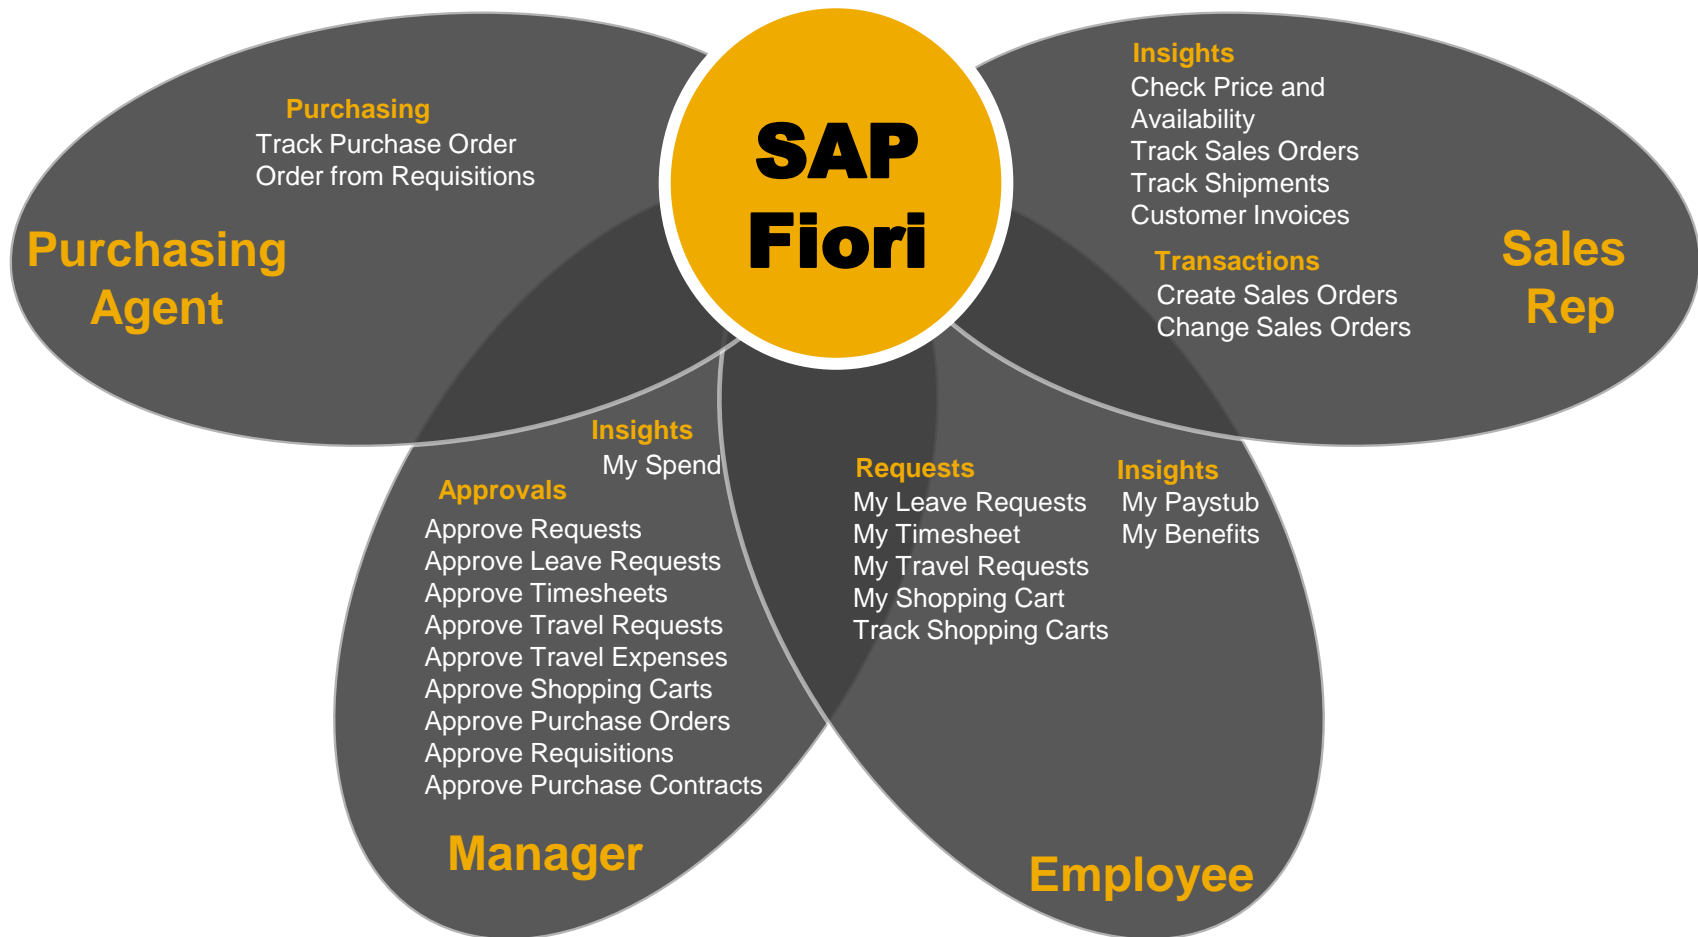 SAP
Fiori
Purchasing
Track Purchase Order
Order from Requisitions
Purchasing
Agent
Insights
Check Price and
Availability
Track Sales Orders
Track Shipments
Customer Invoices
Transactions
Create Sales Orders
Change Sales Orders
Sales
Rep
Insights
My Spend
Approvals
Approve Requests
Approve Leave Requests
Approve Timesheets
Approve Travel Requests
Approve Travel Expenses
Approve Shopping Carts
Approve Purchase Orders
Approve Requisitions
Approve Purchase Contracts
Manager
Requests
My Leave Requests
My Timesheet
My Travel Requests
My Shopping Cart
Track Shopping Carts
Insights
My Paystub
My Benefits
Employee